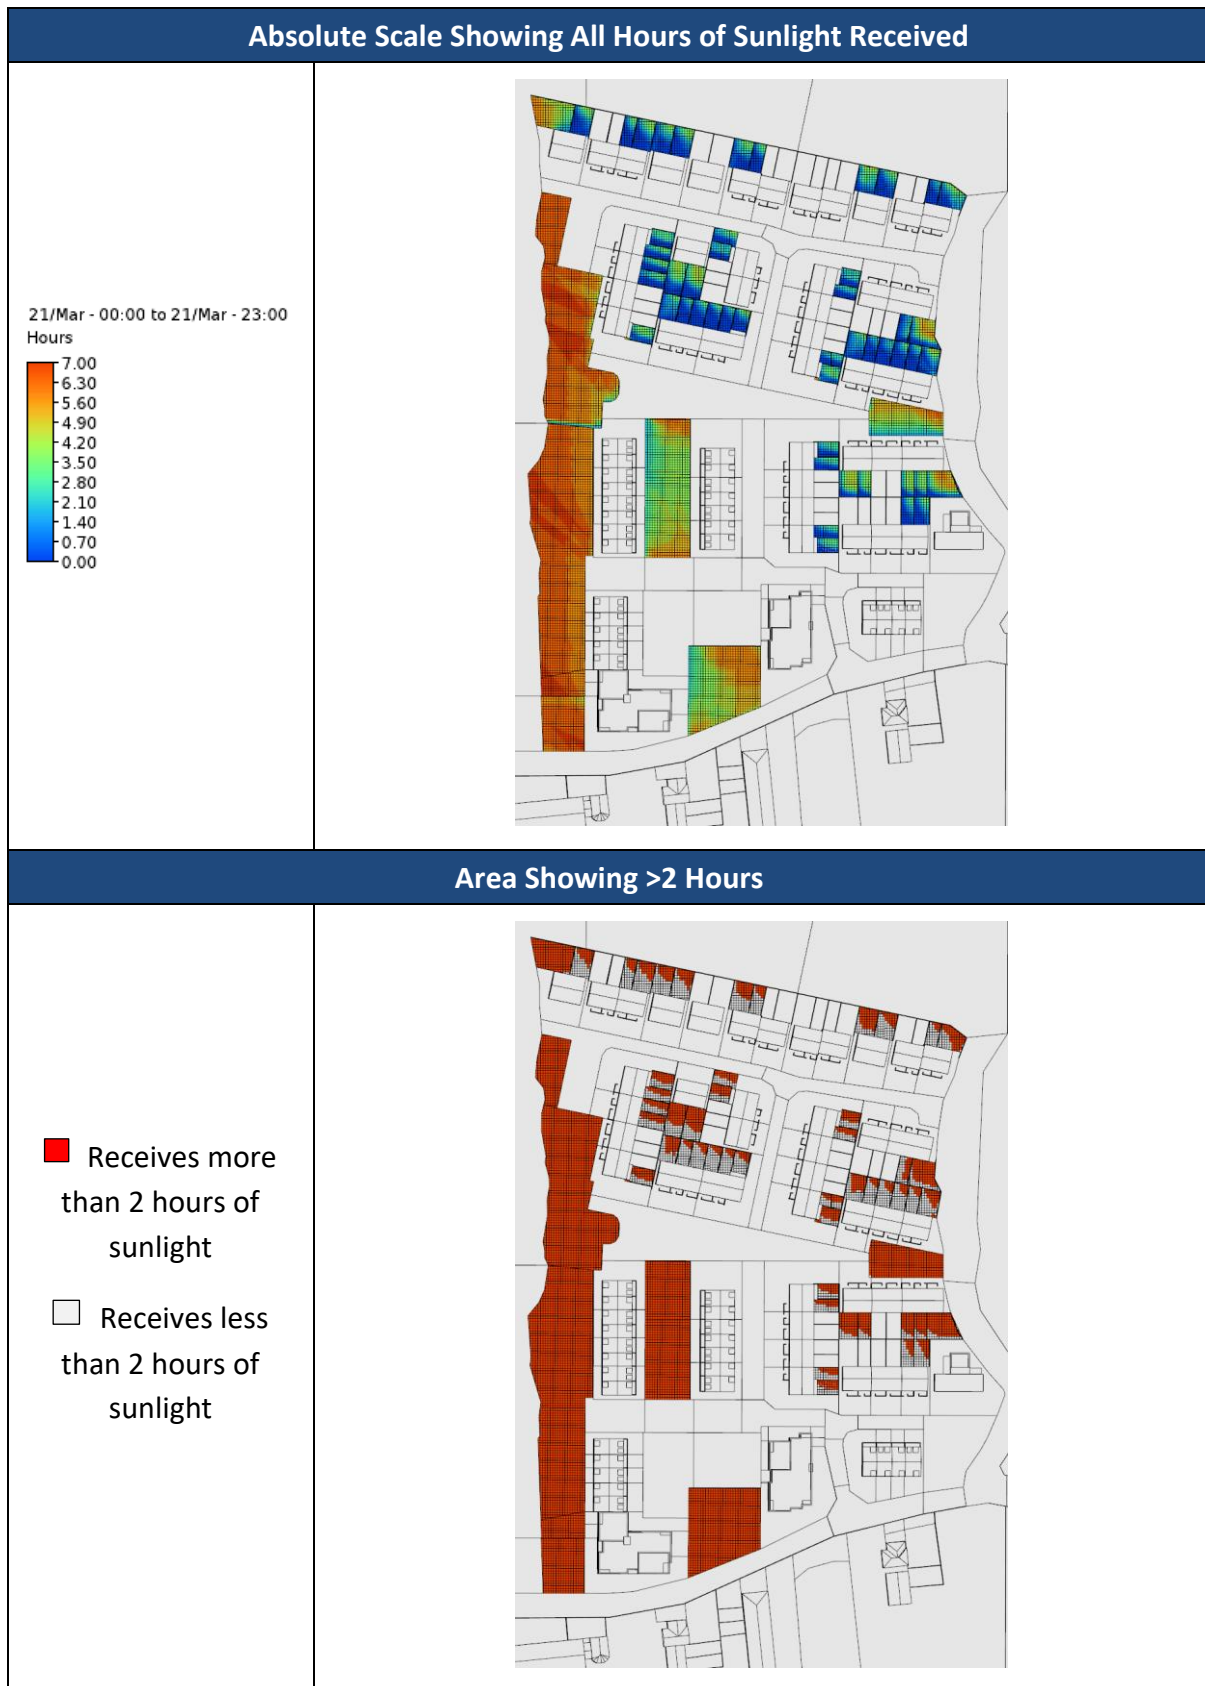 Absolute Scale Showing All Hours of Sunlight Received
21/Mar - 00:00 to 21/Mar - 23:00
Hours
7.00
6.30
5.60
4.90
4.20
3.50
2.80
2.10
1.40
0.70
0.00
Area Showing >2 Hours
Receives more
than 2 hours of
sunlight
Receives less
than 2 hours of
sunlight